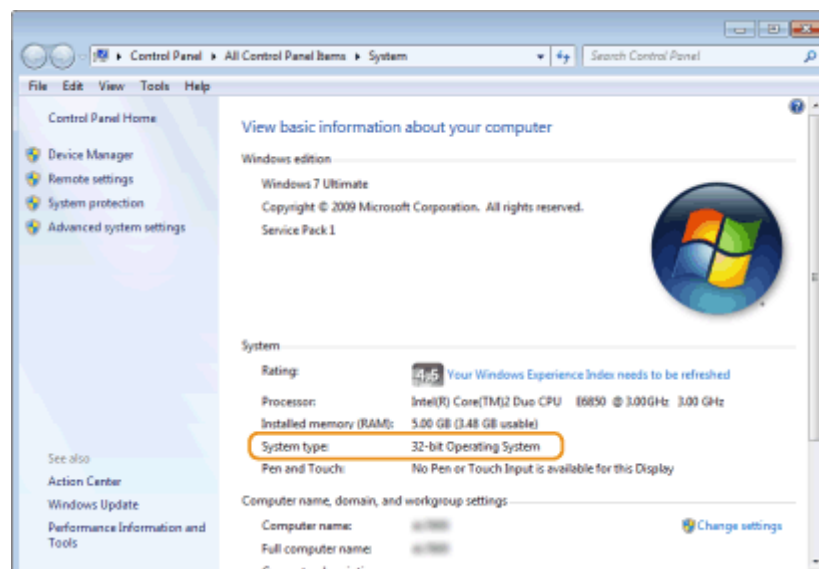 Control Panel ▸ All Control Panel Items ▸ System
Search Control Panel
File Edit View Tools Help
Control Panel Home
Device Manager
Remote settings
System protection
Advanced system settings
See also
Action Center
Windows Update
Performance Information and
Tools
View basic information about your computer
Windows edition
Windows 7 Ultimate
Copyright © 2009 Microsoft Corporation. All rights reserved.
Service Pack 1
System
Rating: 4,5 Your Windows Experience Index needs to be refreshed
Processor: Intel(R) Core(TM)2 Duo CPU E6850 @ 3.00GHz 3.00 GHz
Installed memory (RAM): 5.00 GB (3.48 GB usable)
System type: 32-bit Operating System
Pen and Touch: No Pen or Touch Input is available for this Display
Computer name, domain, and workgroup settings
Computer name: Change settings
Full computer name: